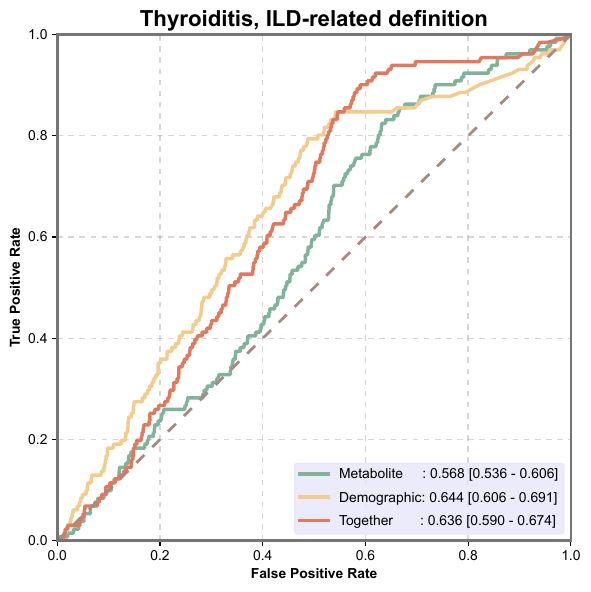 Thyroiditis, ILD-related definition
1.0
0.8
0.6
0.4
0.2
0.0
True Positive Rate
Metabolite : 0.568 [0.536 - 0.606]
Demographic: 0.644 [0.606 - 0.691]
Together : 0.636 [0.590 - 0.674]
0.0 0.2 0.4 0.6 0.8 1.0
False Positive Rate